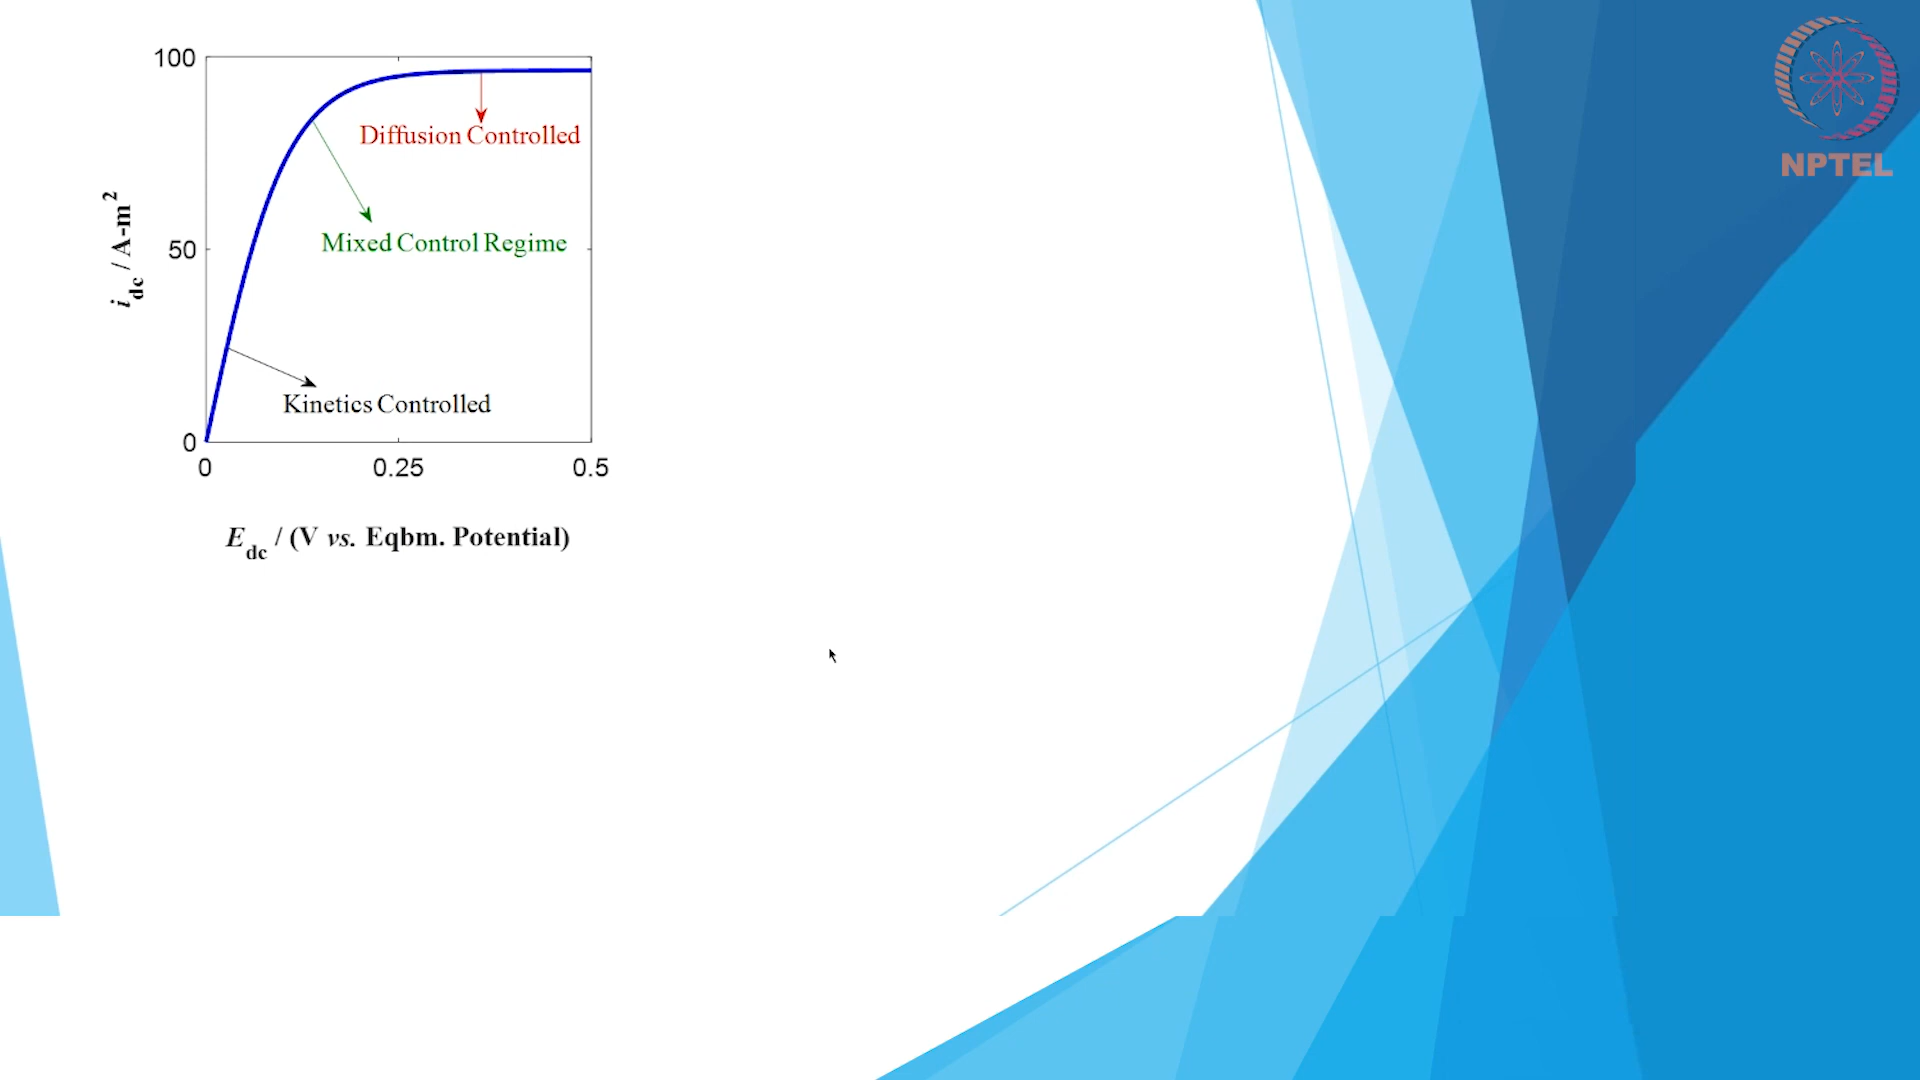 100
Diffusion Controlled
Mixed Control Regime
50
i_dc / A-m²
Kinetics Controlled
0
0 0.25 0.5
E_dc / (V vs. Eqbm. Potential)
NPTEL